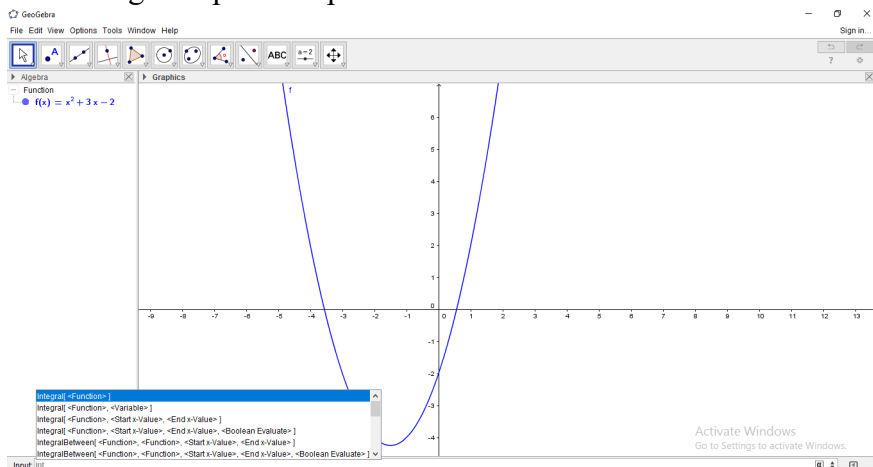 GeoGebra
File Edit View Options Tools Window Help
Sign in...
ABC
a=2
?
Algebra
Graphics
Function
f(x) = x² + 3 x − 2
f
6
5
4
3
2
1
0
-9 -8 -7 -6 -5 -4 -3 -2 -1 0 1 2 3 4 5 6 7 8 9 10 11 12 13
-1
-2
-3
-4
Integral[ <Function> ]
Integral[ <Function>, <Variable> ]
Integral[ <Function>, <Start x-Value>, <End x-Value> ]
Integral[ <Function>, <Start x-Value>, <End x-Value>, <Boolean Evaluate> ]
IntegralBetween[ <Function>, <Function>, <Start x-Value>, <End x-Value> ]
IntegralBetween[ <Function>, <Function>, <Start x-Value>, <End x-Value>, <Boolean Evaluate> ]
Activate Windows
Go to Settings to activate Windows.
Input: Int
α